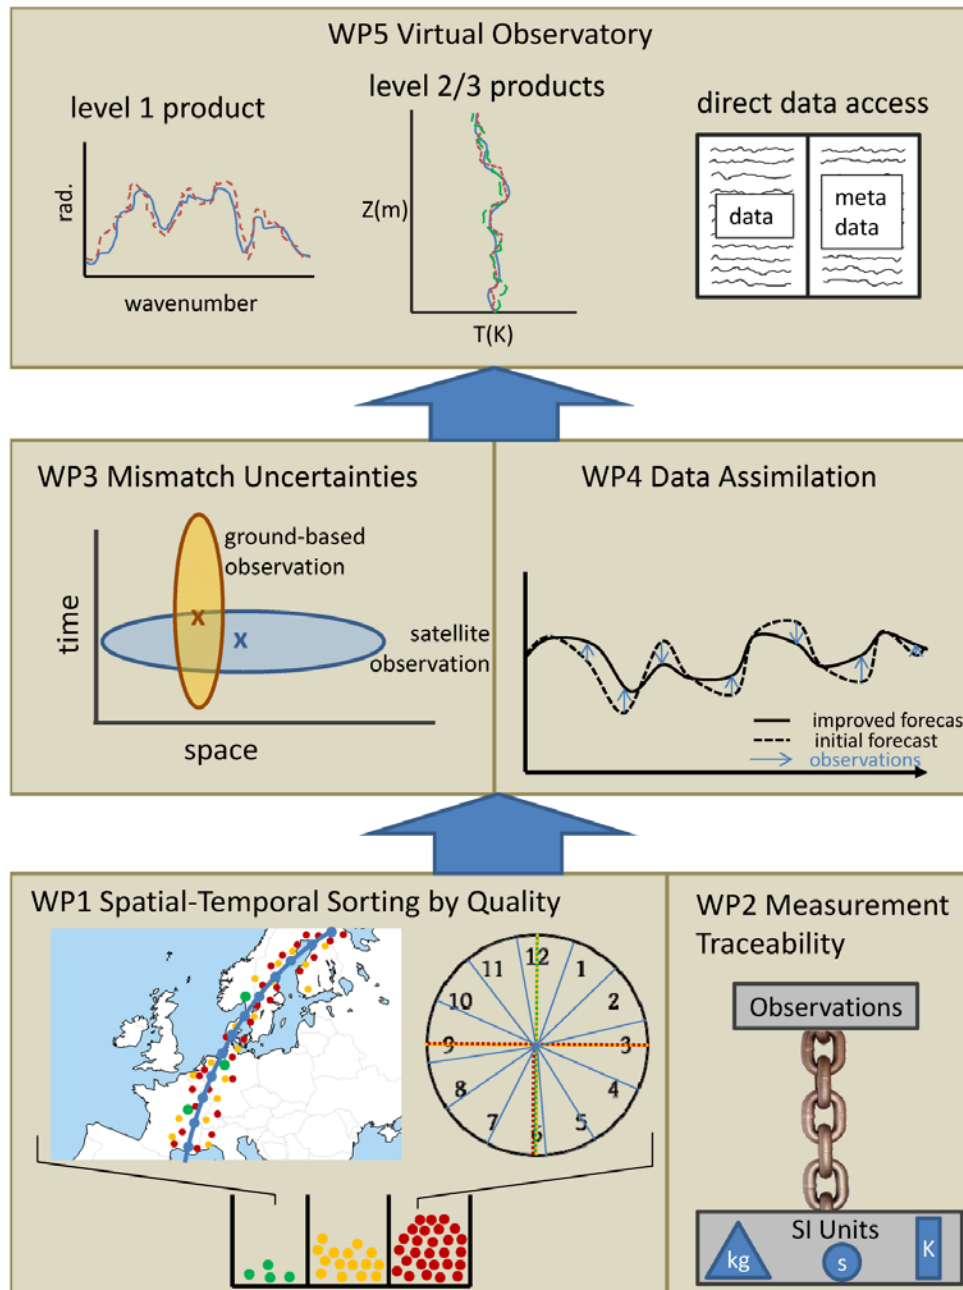 WP5 Virtual Observatory
level 1 product
level 2/3 products
direct data access
rad.
wavenumber
Z(m)
T(K)
data
meta
data
WP3 Mismatch Uncertainties
ground-based
observation
satellite
observation
time
space
WP4 Data Assimilation
improved forecas
initial forecast
observations
WP1 Spatial-Temporal Sorting by Quality
12
1
2
3
4
5
6
7
8
9
10
11
WP2 Measurement
Traceability
Observations
SI Units
kg
s
K